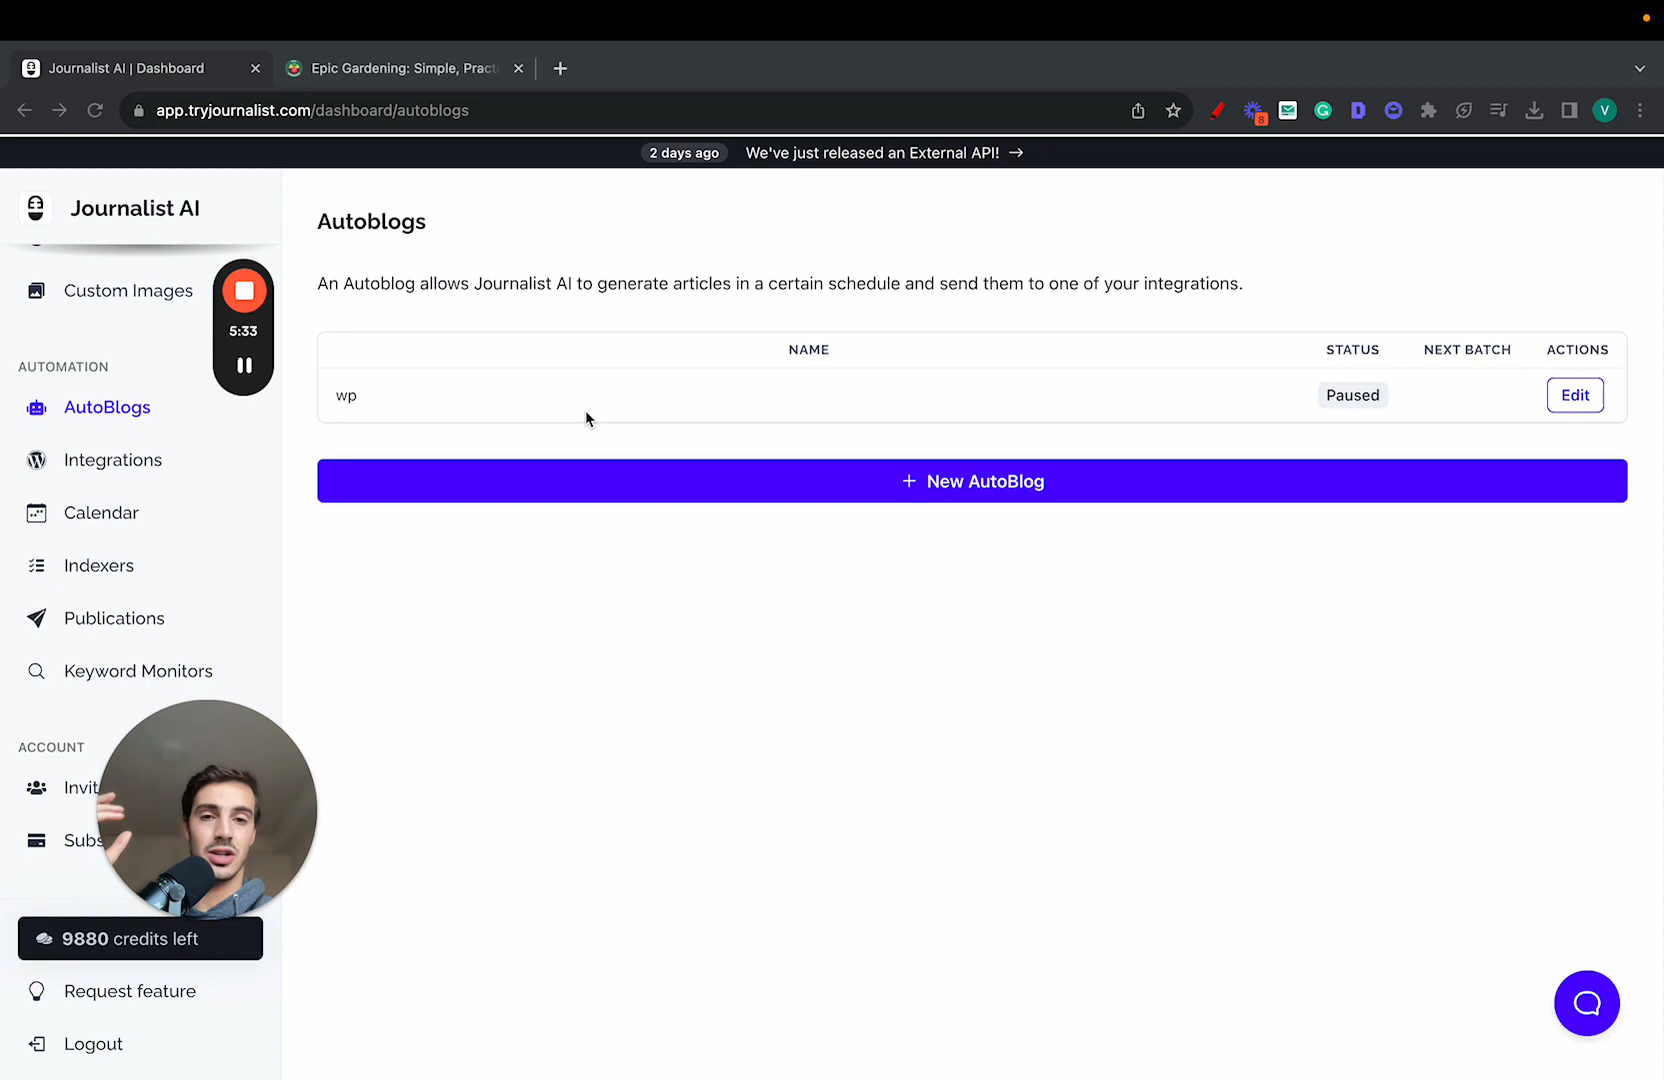 Journalist AI | Dashboard
Epic Gardening: Simple, Practi
app.tryjournalist.com/dashboard/autoblogs
8
V
2 days ago We've just released an External API! →
Journalist AI
Custom Images
5:33
AUTOMATION
AutoBlogs
Integrations
Calendar
Indexers
Publications
Keyword Monitors
ACCOUNT
Invit
Subs
9880 credits left
Request feature
Logout
Autoblogs
An Autoblog allows Journalist AI to generate articles in a certain schedule and send them to one of your integrations.
NAME STATUS NEXT BATCH ACTIONS
wp Paused Edit
+ New AutoBlog